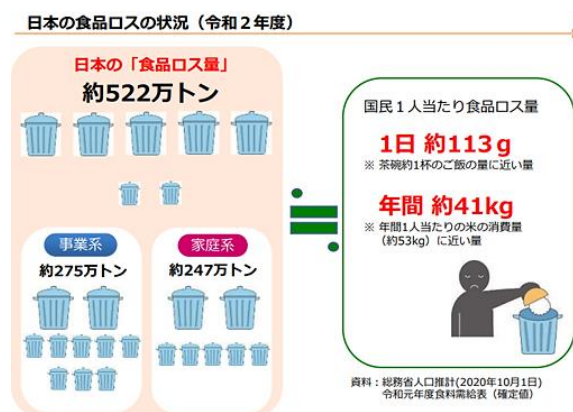 日本の食品ロスの状況（令和２年度）
日本の「食品ロス量」
約522万トン
事業系
約275万トン
家庭系
約247万トン
国民１人当たり食品ロス量
1日 約113ｇ
※ 茶碗約1杯のご飯の量に近い量
年間 約41kg
※ 年間1人当たりの米の消費量
（約53kg）に近い量
資料：総務省人口推計(2020年10月1日)
令和元年度食料需給表（確定値）